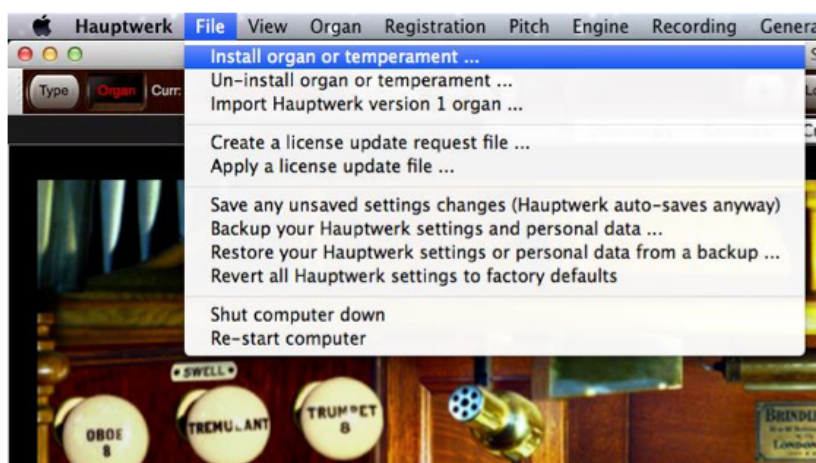 Hauptwerk File View Organ Registration Pitch Engine Recording Genera
Install organ or temperament ...
Un-install organ or temperament ...
Import Hauptwerk version 1 organ ...
Create a license update request file ...
Apply a license update file ...
Save any unsaved settings changes (Hauptwerk auto-saves anyway)
Backup your Hauptwerk settings and personal data ...
Restore your Hauptwerk settings or personal data from a backup ...
Revert all Hauptwerk settings to factory defaults
Shut computer down
Re-start computer
Type Organ Curr:
SWELL
OBOE
8
TREMULANT
TRUMPET
8
BRINDL
LONDON